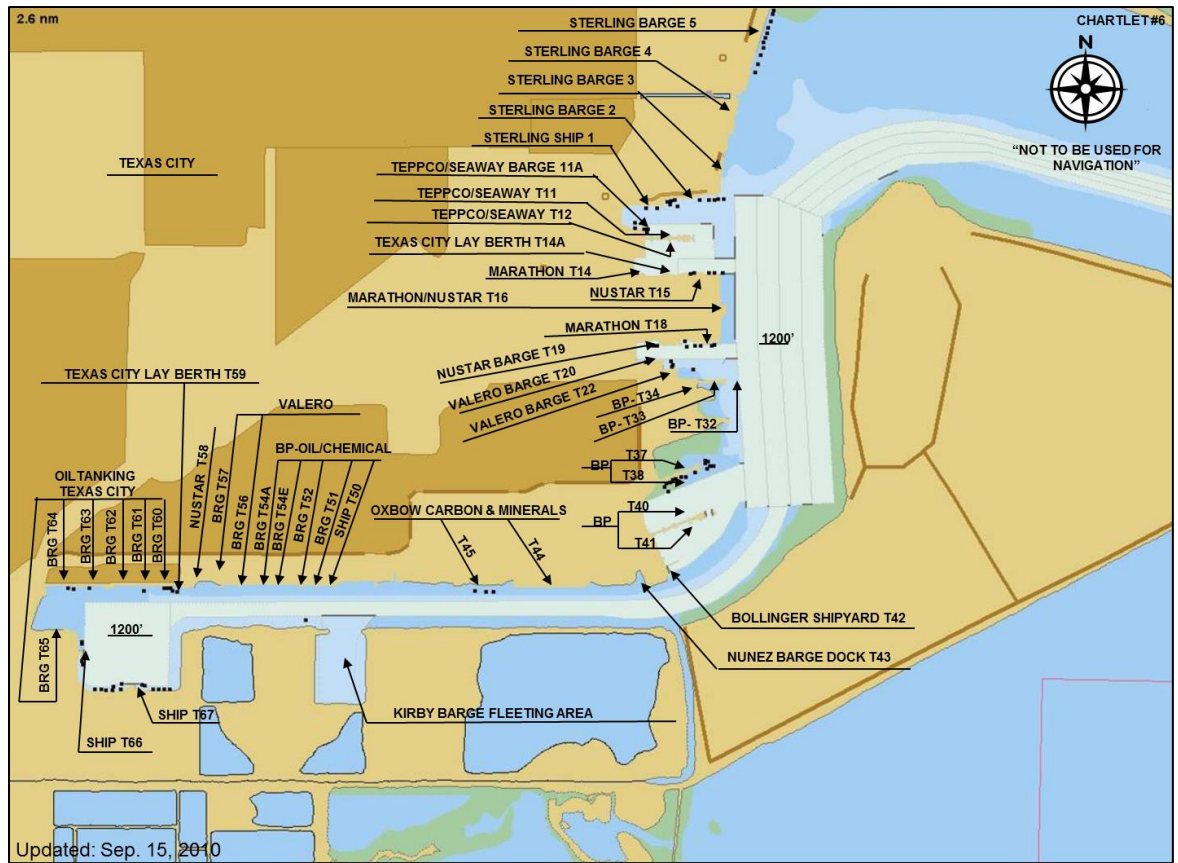 2.6 nm
CHARTLET #6
N
"NOT TO BE USED FOR
NAVIGATION"
STERLING BARGE 5
STERLING BARGE 4
STERLING BARGE 3
STERLING BARGE 2
STERLING SHIP 1
TEXAS CITY
TEPPCO/SEAWAY BARGE 11A
TEPPCO/SEAWAY T11
TEPPCO/SEAWAY T12
TEXAS CITY LAY BERTH T14A
MARATHON T14
NUSTAR T15
MARATHON/NUSTAR T16
MARATHON T18
1200'
NUSTAR BARGE T19
VALERO BARGE T20
VALERO BARGE T22
BP- T34
BP- T33
BP- T32
TEXAS CITY LAY BERTH T59
VALERO
BP-OIL/CHEMICAL
OILTANKING
TEXAS CITY
BRG T64
BRG T63
BRG T62
BRG T61
BRG T60
NUSTAR T58
BRG T57
BRG T56
BRG T54A
BRG T54E
BRG T52
BRG T51
SHIP T50
OXBOW CARBON & MINERALS
T45
T44
BP
T37
T38
BP
T40
T41
BOLLINGER SHIPYARD T42
NUNEZ BARGE DOCK T43
1200'
BRG T65
SHIP T67
SHIP T66
KIRBY BARGE FLEETING AREA
Updated: Sep. 15, 2010